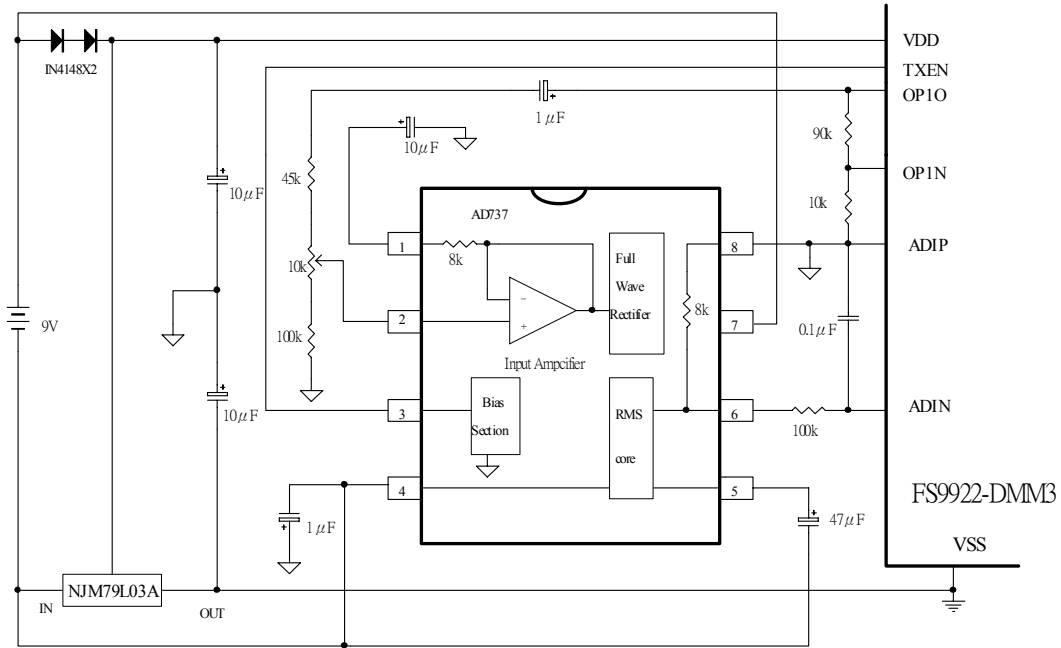 VDD
IN4148X2
TXEN
OP1O
1μF
10μF
90k
45k
10μF
OP1N
10k
AD737
1
8k
8
ADIP
10k
Full
Wave
Rectifier
8k
9V
2
7
0.1μF
100k
Input Ampcifier
10μF
3
Bias
Section
RMS
core
6
100k
ADIN
4
5
FS9922-DMM3
1μF
47μF
VSS
NJM79L03A
IN
OUT